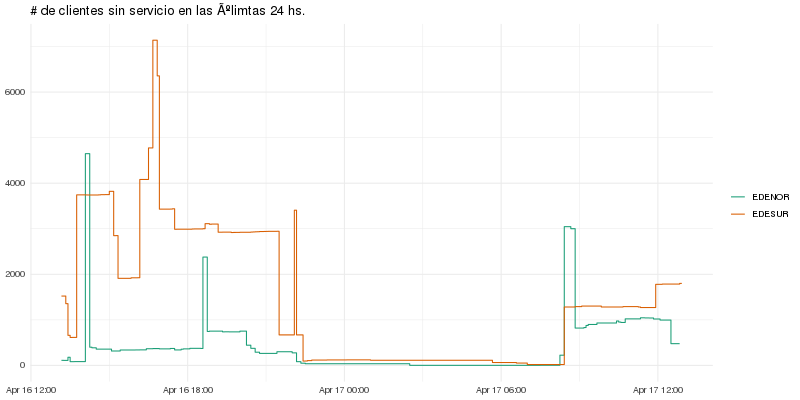 # de clientes sin servicio en las Ãºlimtas 24 hs.
6000
4000
2000
0
Apr 16 12:00
Apr 16 18:00
Apr 17 00:00
Apr 17 06:00
Apr 17 12:00
EDENOR
EDESUR